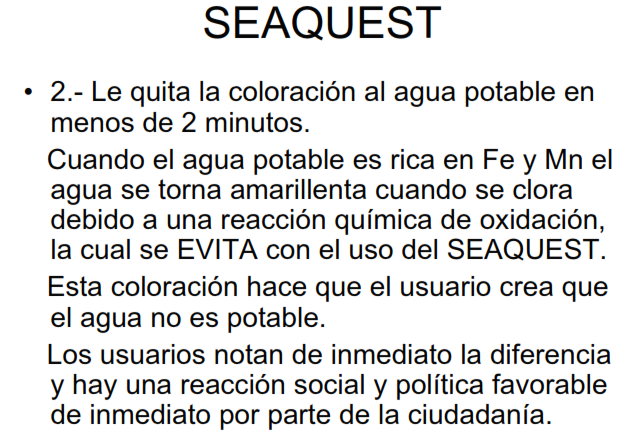 SEAQUEST
• 2.- Le quita la coloración al agua potable en
menos de 2 minutos.
Cuando el agua potable es rica en Fe y Mn el
agua se torna amarillenta cuando se clora
debido a una reacción química de oxidación,
la cual se EVITA con el uso del SEAQUEST.
Esta coloración hace que el usuario crea que
el agua no es potable.
Los usuarios notan de inmediato la diferencia
y hay una reacción social y política favorable
de inmediato por parte de la ciudadanía.